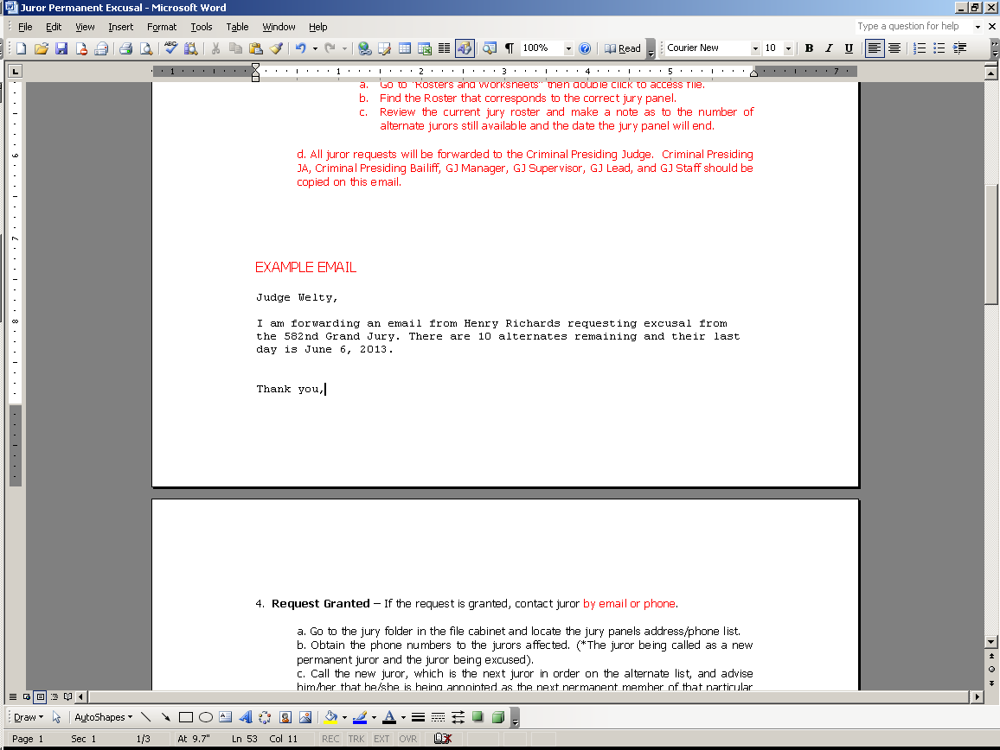 Juror Permanent Excusal - Microsoft Word
File Edit View Insert Format Tools Table Window Help
Type a question for help
100% Read Courier New 10 B I U
1 1 2 3 4 5 7
a. Go to "Rosters and Worksheets" then double click to access file.
b. Find the Roster that corresponds to the correct jury panel.
c. Review the current jury roster and make a note as to the number of
alternate jurors still available and the date the jury panel will end.
d. All juror requests will be forwarded to the Criminal Presiding Judge. Criminal Presiding
JA, Criminal Presiding Bailiff, GJ Manager, GJ Supervisor, GJ Lead, and GJ Staff should be
copied on this email.
EXAMPLE EMAIL
Judge Welty,
I am forwarding an email from Henry Richards requesting excusal from
the 582nd Grand Jury. There are 10 alternates remaining and their last
day is June 6, 2013.
Thank you,
4. Request Granted – If the request is granted, contact juror by email or phone.
a. Go to the jury folder in the file cabinet and locate the jury panels address/phone list.
b. Obtain the phone numbers to the jurors affected. (*The juror being called as a new
permanent juror and the juror being excused).
c. Call the new juror, which is the next juror in order on the alternate list, and advise
him/her that he/she is being appointed as the next permanent member of that particular
Draw AutoShapes
Page 1 Sec 1 1/3 At 9.7" Ln 53 Col 11 REC TRK EXT OVR